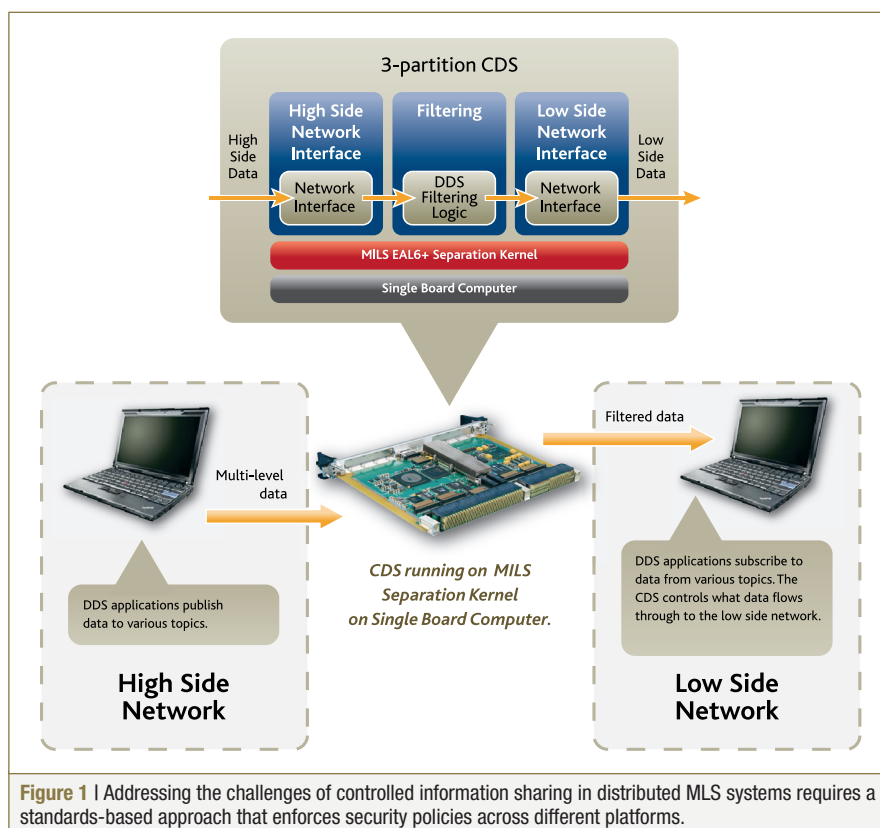 3-partition CDS
High Side
Network
Interface
Filtering
Low Side
Network
Interface
High
Side
Data
Low
Side
Data
Network
Interface
DDS
Filtering
Logic
Network
Interface
MILS EAL6+ Separation Kernel
Single Board Computer
Multi-level
data
Filtered data
CDS running on MILS
Separation Kernel
on Single Board Computer.
DDS applications publish
data to various topics.
DDS applications subscribe to
data from various topics. The
CDS controls what data flows
through to the low side network.
High Side
Network
Low Side
Network
Figure 1 | Addressing the challenges of controlled information sharing in distributed MLS systems requires a
standards-based approach that enforces security policies across different platforms.